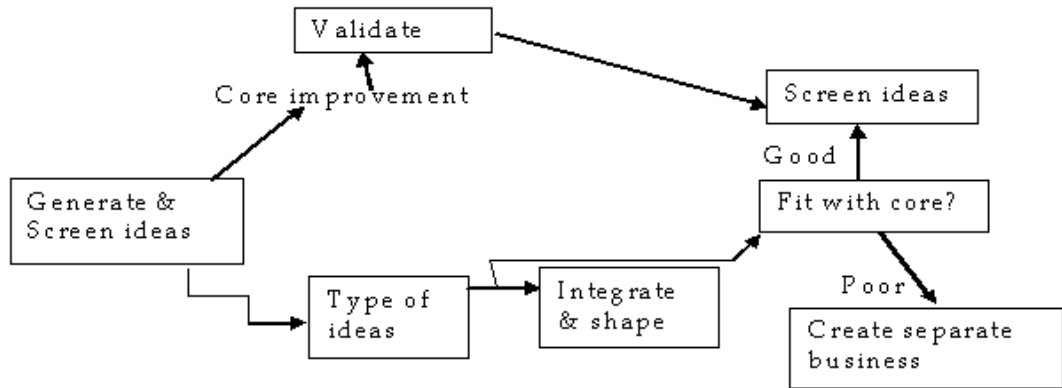 Validate
Core improvement
Screen ideas
Good
Generate &
Screen ideas
Fit with core?
Type of
ideas
Integrate
& shape
Poor
Create separate
business